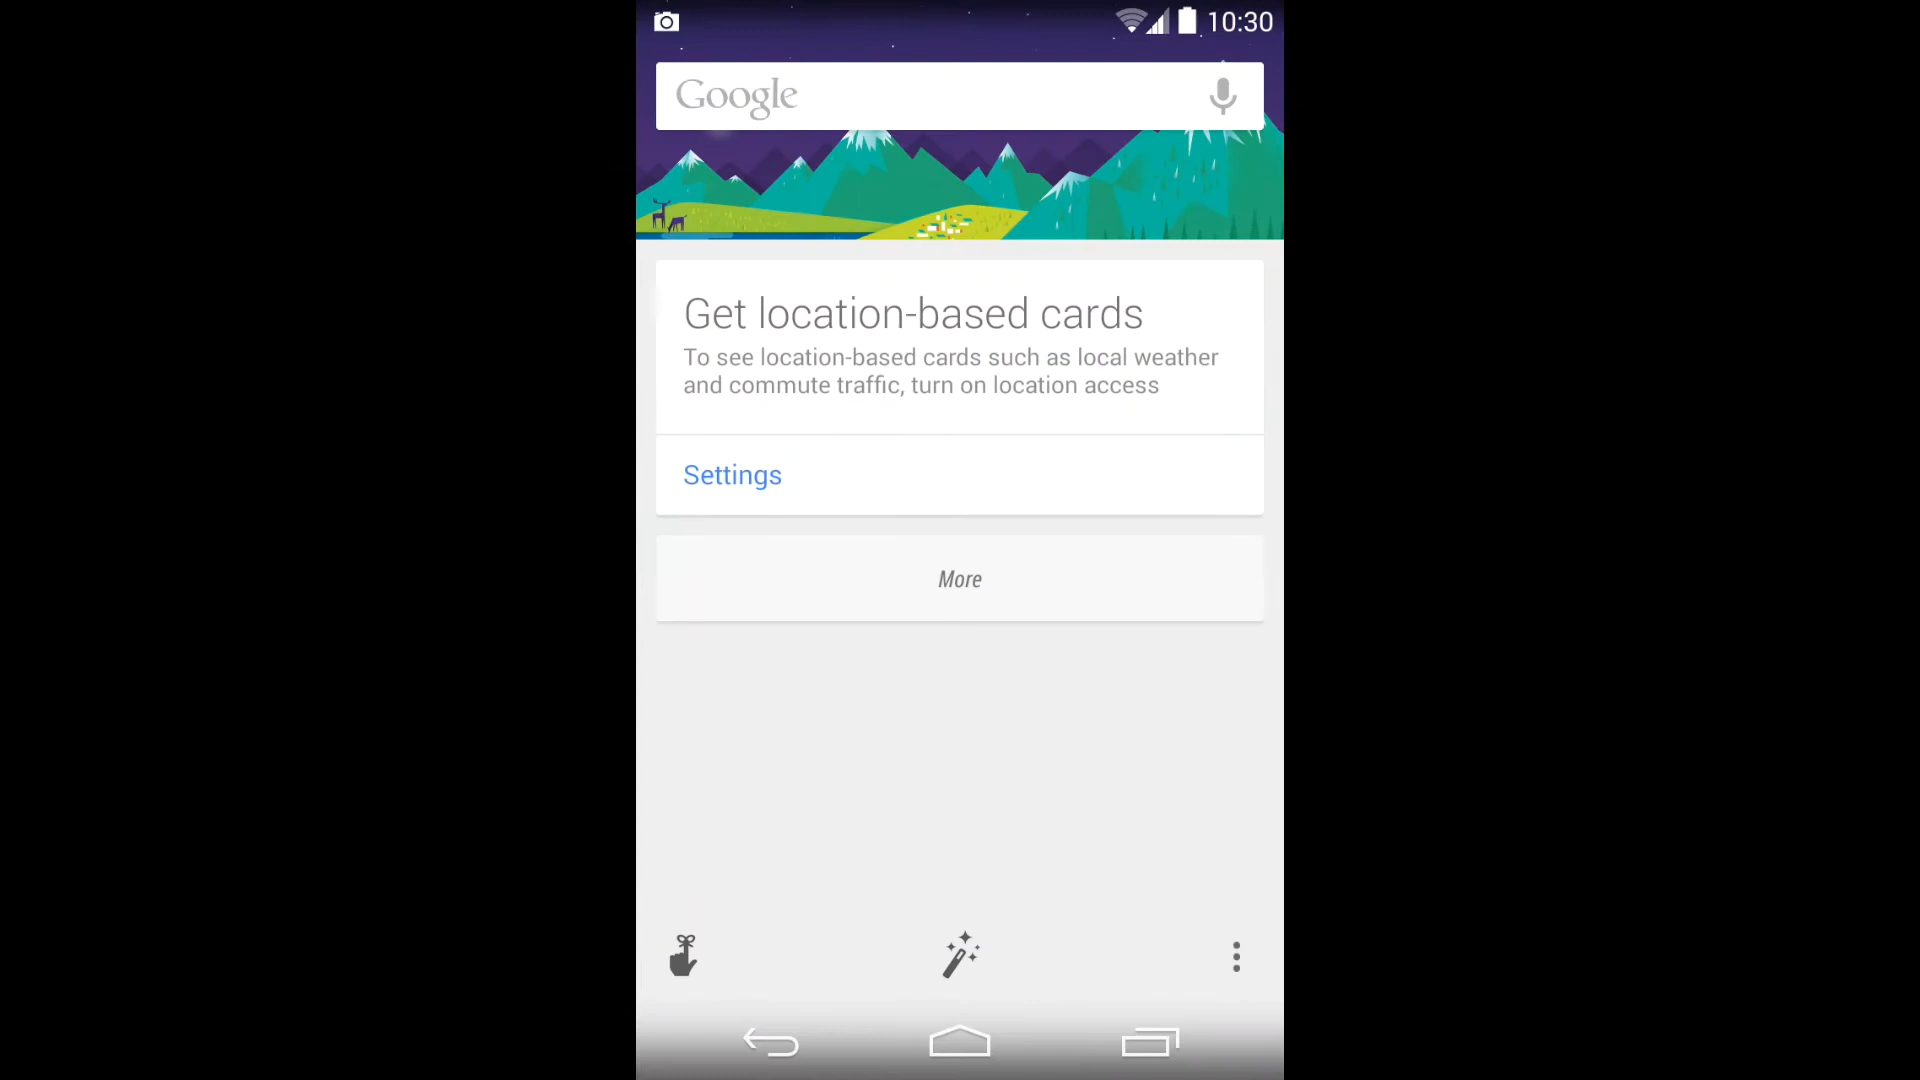 10:30
Google
Get location-based cards
To see location-based cards such as local weather
and commute traffic, turn on location access
Settings
More